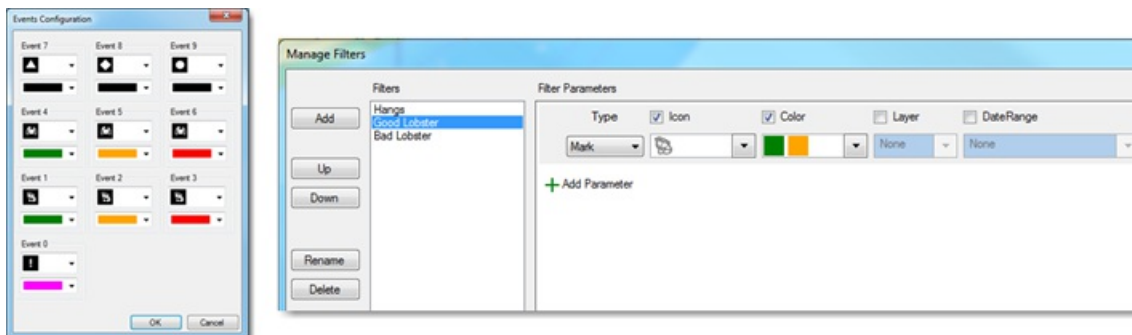 Events Configuration
Event 7 Event 8 Event 9
Event 4 Event 5 Event 6
Event 1 Event 2 Event 3
Event 0
!
OK Cancel
Manage Filters
Filters Filter Parameters
Add
Up
Down
Rename
Delete
Hangs
Good Lobster
Bad Lobster
Type Icon Color Layer DateRange
Mark None None
Add Parameter